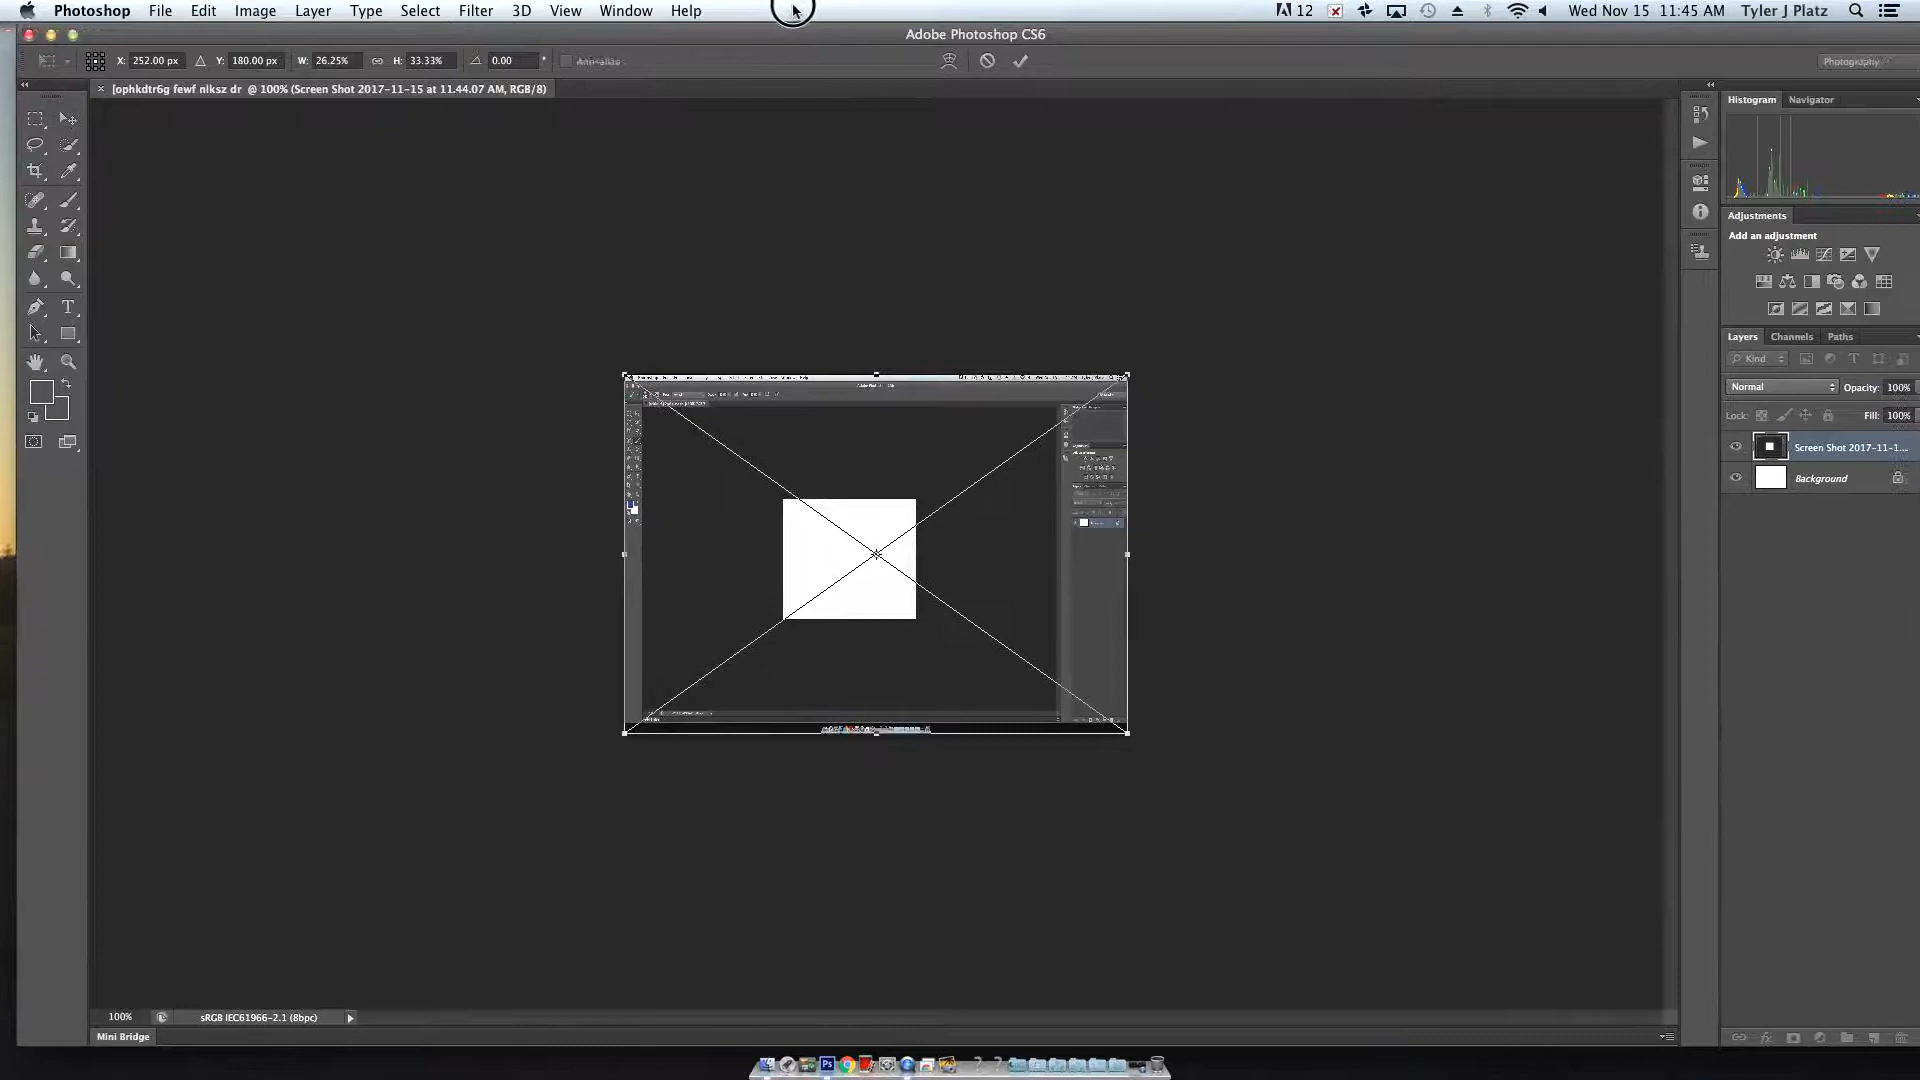 Photoshop File Edit Image Layer Type Select Filter 3D View Window Help 12 Wed Nov 15 11:45 AM Tyler J Platz
Adobe Photoshop CS6
X: 252.00 px Y: 180.00 px W: 26.25% H: 33.33% 0.00 ° Anti-alias Photography
× [ophkdtr6g fewf nlksz dr @ 100% (Screen Shot 2017-11-15 at 11.44.07 AM, RGB/8)
Histogram Navigator
Adjustments
Add an adjustment
Layers Channels Paths
Kind
Normal Opacity: 100%
Lock: Fill: 100%
Screen Shot 2017-11-1...
Background
100% sRGB IEC61966-2.1 (8bpc)
Mini Bridge